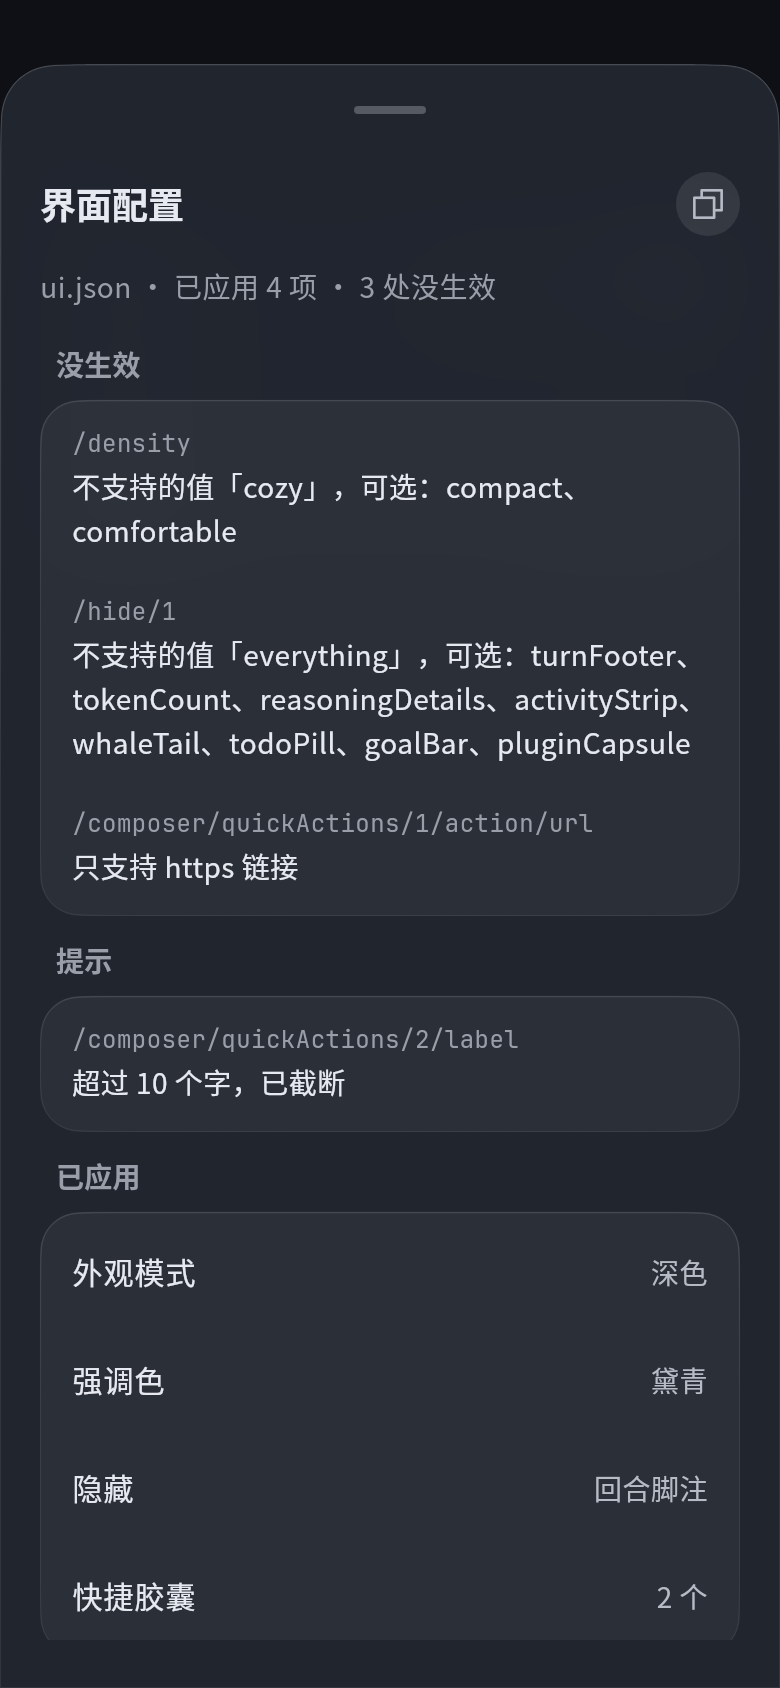 界面配置
ui.json · 已应用 4 项 · 3 处没生效
没生效
/density
不支持的值「cozy」，可选：compact、
comfortable
/hide/1
不支持的值「everything」，可选：turnFooter、
tokenCount、reasoningDetails、activityStrip、
whaleTail、todoPill、goalBar、pluginCapsule
/composer/quickActions/1/action/url
只支持 https 链接
提示
/composer/quickActions/2/label
超过 10 个字，已截断
已应用
外观模式 深色
强调色 黛青
隐藏 回合脚注
快捷胶囊 2 个